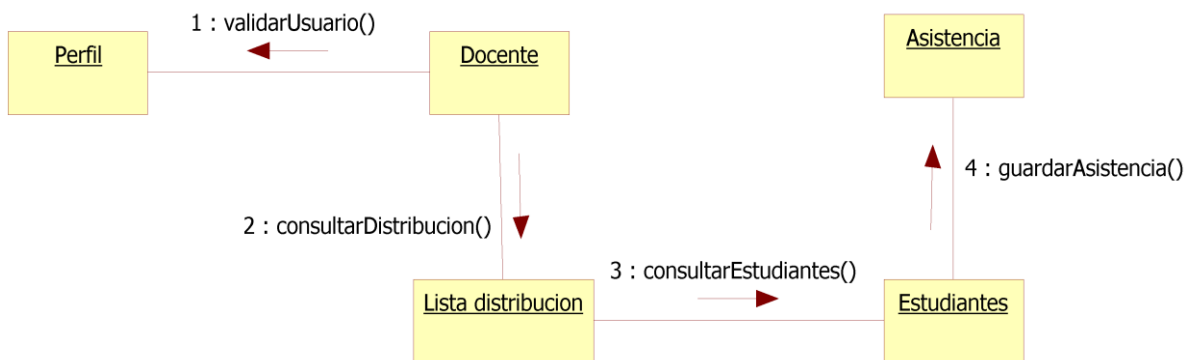 1 : validarUsuario()
Perfil
Docente
Asistencia
4 : guardarAsistencia()
2 : consultarDistribucion()
3 : consultarEstudiantes()
Lista distribucion
Estudiantes